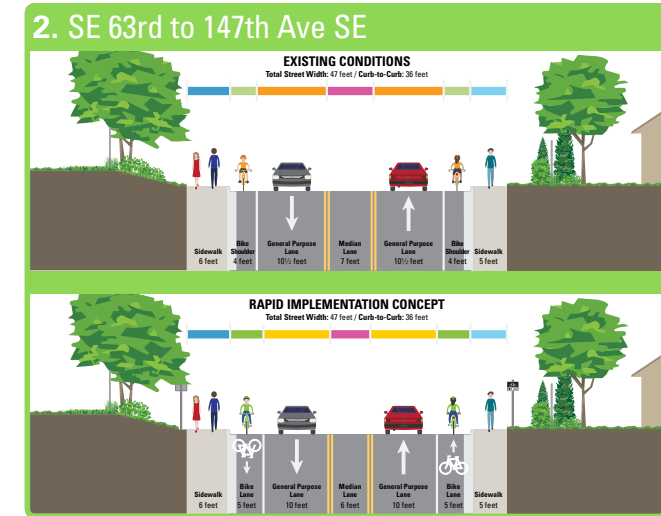 2. SE 63rd to 147th Ave SE
EXISTING CONDITIONS
Total Street Width: 47 feet / Curb-to-Curb: 36 feet
Sidewalk
6 feet
Bike
Shoulder
4 feet
General Purpose
Lane
10½ feet
Median
Lane
7 feet
General Purpose
Lane
10½ feet
Bike
Shoulder
4 feet
Sidewalk
5 feet
RAPID IMPLEMENTATION CONCEPT
Total Street Width: 47 feet / Curb-to-Curb: 36 feet
Sidewalk
6 feet
Bike
Lane
5 feet
General Purpose
Lane
10 feet
Median
Lane
6 feet
General Purpose
Lane
10 feet
Bike
Lane
5 feet
Sidewalk
5 feet